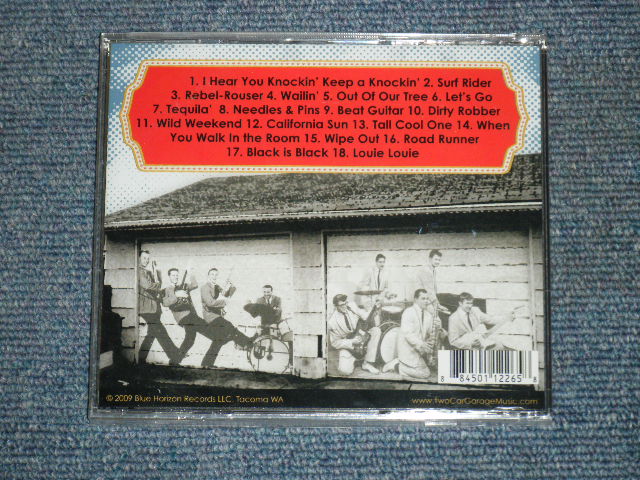 1. I Hear You Knockin' Keep a Knockin' 2. Surf Rider
3. Rebel-Rouser 4. Wailin' 5. Out Of Our Tree 6. Let's Go
7. Tequila' 8. Needles & Pins 9. Beat Guitar 10. Dirty Robber
11. Wild Weekend 12. California Sun 13. Tall Cool One 14. When
You Walk In the Room 15. Wipe Out 16. Road Runner
17. Black is Black 18. Louie Louie
8 84501 12265 8
© 2009 Blue Horizon Records LLC. Tacoma WA
www.TwoCarGarageMusic.com